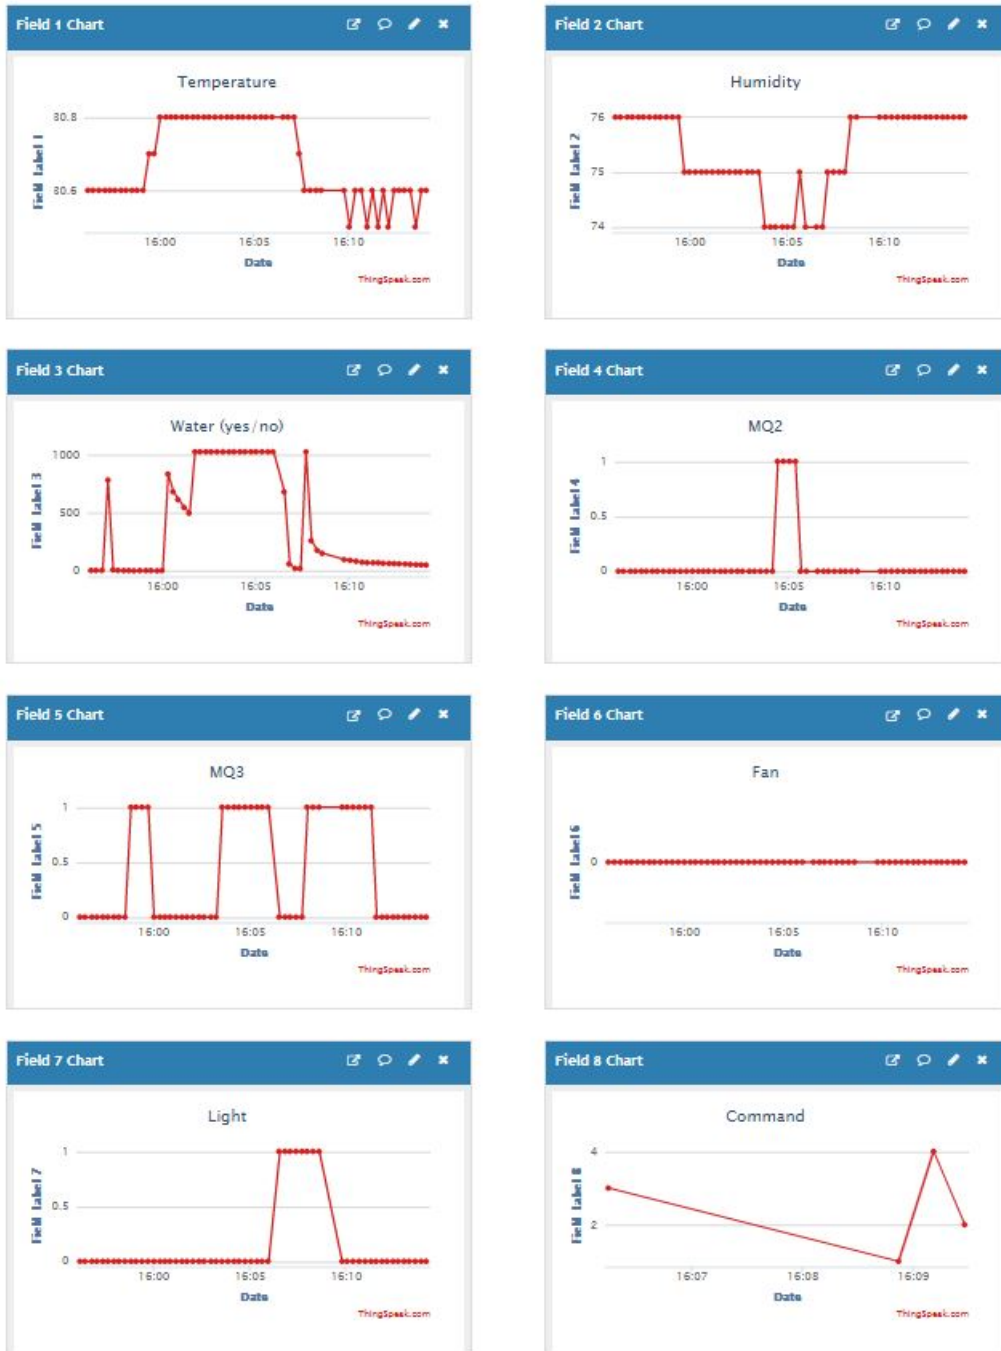 Field 1 Chart
Temperature
80.8
80.6
Field Label 1
16:00 16:05 16:10
Date
ThingSpeak.com
Field 2 Chart
Humidity
76
75
74
Field Label 2
16:00 16:05 16:10
Date
ThingSpeak.com
Field 3 Chart
Water (yes/no)
1000
500
0
Field Label 3
16:00 16:05 16:10
Date
ThingSpeak.com
Field 4 Chart
MQ2
1
0.5
0
Field Label 4
16:00 16:05 16:10
Date
ThingSpeak.com
Field 5 Chart
MQ3
1
0.5
0
Field Label 5
16:00 16:05 16:10
Date
ThingSpeak.com
Field 6 Chart
Fan
0
Field Label 6
16:00 16:05 16:10
Date
ThingSpeak.com
Field 7 Chart
Light
1
0.5
0
Field Label 7
16:00 16:05 16:10
Date
ThingSpeak.com
Field 8 Chart
Command
4
2
Field Label 8
16:07 16:08 16:09
Date
ThingSpeak.com